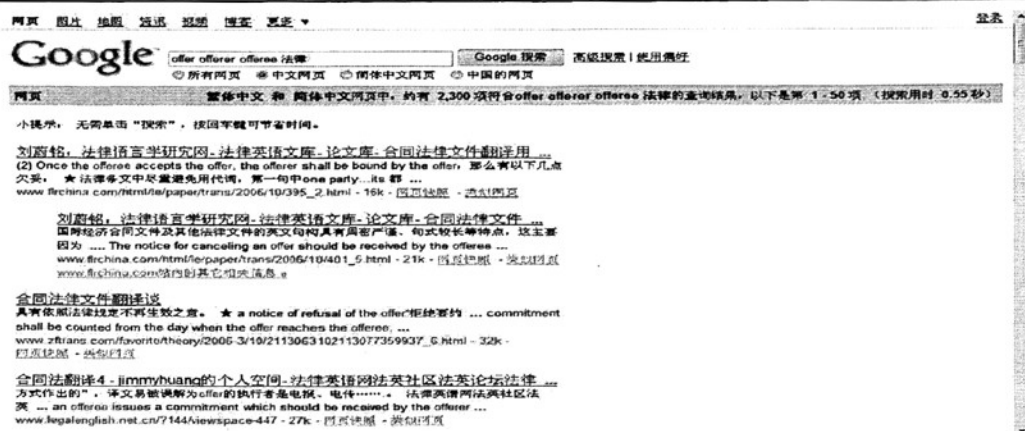 网页 图片 地图 资讯 视频 博客 更多 ▼ 登录
Google offer offerer offeree 法律 Google 搜索 高级搜索 | 使用偏好
所有网页 中文网页 简体中文网页 中国的网页
网页 繁体中文 和 简体中文网页中，约有 2,300 项符合offer offerer offeree 法律的查询结果，以下是第 1 - 50 项 （搜索用时 0.55 秒）
小提示： 无需单击 "搜索"，按回车键可节省时间。
刘蔚铭，法律语言学研究网-法律英语文库-论文库-合同法律文件翻译用 ...
(2) Once the offeree accepts the offer, the offerer shall be bound by the offer, 那么有以下几点
欠妥， ★ 法律条文中尽量避免用代词，第一句中one party…its 都 ...
www.flrchina.com/html/le/paper/trans/2006/10/395_2.html - 16k - 网页快照 - 类似网页
刘蔚铭，法律语言学研究网-法律英语文库-论文库-合同法律文件 ...
国际经济合同文件及其他法律文件的英文句构具有周密严谨、句式较长等特点，这主要
因为 .... The notice for canceling an offer should be received by the offeree ...
www.flrchina.com/html/le/paper/trans/2006/10/401_5.html - 21k - 网页快照 - 类似网页
www.flrchina.com站内的其它相关信息 »
合同法律文件翻译谈
具有依照法律规定不再生效之意。 ★ a notice of refusal of the offer"拒绝要约 ... commitment
shall be counted from the day when the offer reaches the offeree, ...
www.zftrans.com/favorite/theory/2006-3/10/2113063102113077359937_6.html - 32k -
网页快照 - 类似网页
合同法翻译4 - jimmyhuang的个人空间-法律英语网法英社区法英论坛法律 ...
方式作出的"，译文易被误解为offer的执行者是电报、电传……。 法律英语网法英社区法
英 ... an offeree issues a commitment which should be received by the offerer ...
www.legalenglish.net.cn/?144/viewspace-447 - 27k - 网页快照 - 类似网页